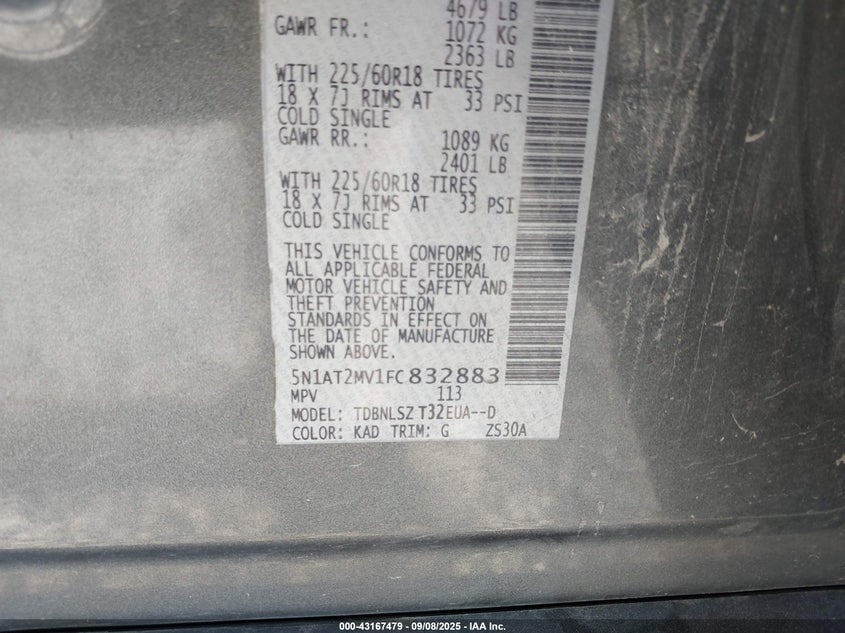 4679 LB
GAWR FR.: 1072 KG
2363 LB
WITH 225/60R18 TIRES
18 X 7J RIMS AT 33 PSI
COLD SINGLE
GAWR RR.: 1089 KG
2401 LB
WITH 225/60R18 TIRES
18 X 7J RIMS AT 33 PSI
COLD SINGLE
THIS VEHICLE CONFORMS TO
ALL APPLICABLE FEDERAL
MOTOR VEHICLE SAFETY AND
THEFT PREVENTION
STANDARDS IN EFFECT ON
THE DATE OF MANUFACTURE
SHOWN ABOVE.
5N1AT2MV1FC832883
MPV 113
MODEL: TDBNLSZ T32EUA--D
COLOR: KAD TRIM: G ZS30A
000-43167479 - 09/08/2025 - IAA Inc.